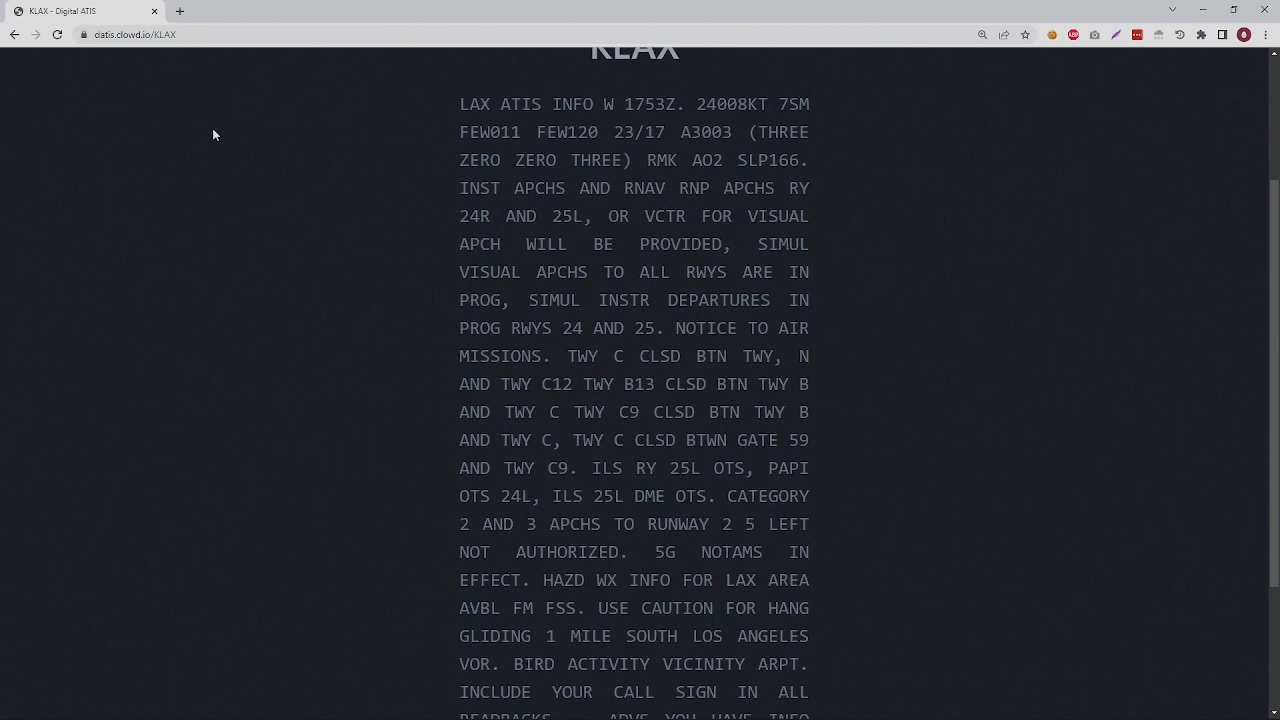 KLAX - Digital ATIS
datis.clowd.io/KLAX
ABP
KLAX
LAX ATIS INFO W 1753Z. 24008KT 7SM
FEW011 FEW120 23/17 A3003 (THREE
ZERO ZERO THREE) RMK AO2 SLP166.
INST APCHS AND RNAV RNP APCHS RY
24R AND 25L, OR VCTR FOR VISUAL
APCH WILL BE PROVIDED, SIMUL
VISUAL APCHS TO ALL RWYS ARE IN
PROG, SIMUL INSTR DEPARTURES IN
PROG RWYS 24 AND 25. NOTICE TO AIR
MISSIONS. TWY C CLSD BTN TWY, N
AND TWY C12 TWY B13 CLSD BTN TWY B
AND TWY C TWY C9 CLSD BTN TWY B
AND TWY C, TWY C CLSD BTWN GATE 59
AND TWY C9. ILS RY 25L OTS, PAPI
OTS 24L, ILS 25L DME OTS. CATEGORY
2 AND 3 APCHS TO RUNWAY 2 5 LEFT
NOT AUTHORIZED. 5G NOTAMS IN
EFFECT. HAZD WX INFO FOR LAX AREA
AVBL FM FSS. USE CAUTION FOR HANG
GLIDING 1 MILE SOUTH LOS ANGELES
VOR. BIRD ACTIVITY VICINITY ARPT.
INCLUDE YOUR CALL SIGN IN ALL
READBACKS. ...ADVS YOU HAVE INFO